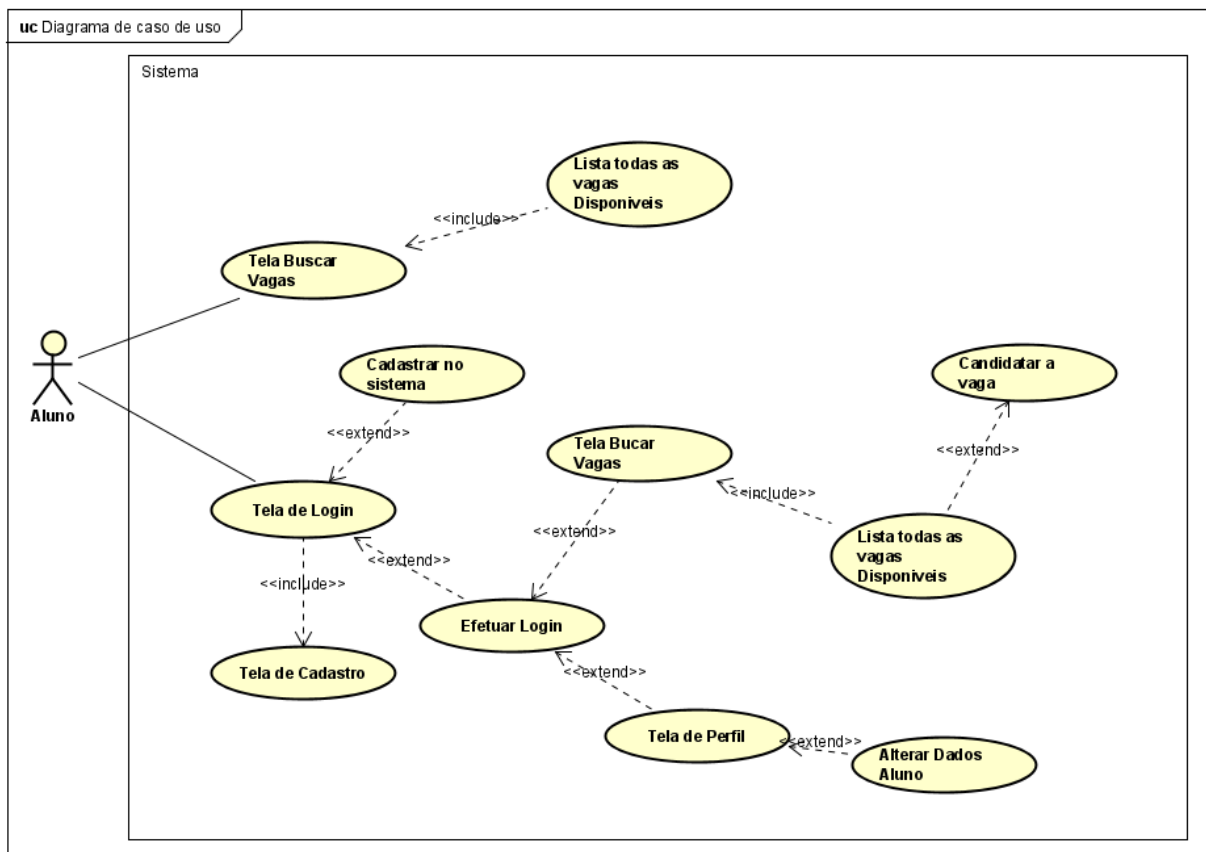 uc Diagrama de caso de uso
Sistema
Lista todas as
vagas
Disponiveis
<<include>>
Tela Buscar
Vagas
Aluno
Cadastrar no
sistema
Candidatar a
vaga
<<extend>>
Tela Bucar
Vagas
<<extend>>
Tela de Login
<<include>>
<<extend>>
Lista todas as
vagas
Disponiveis
<<extend>>
<<include>>
Efetuar Login
Tela de Cadastro
<<extend>>
Tela de Perfil
<<extend>>
Alterar Dados
Aluno